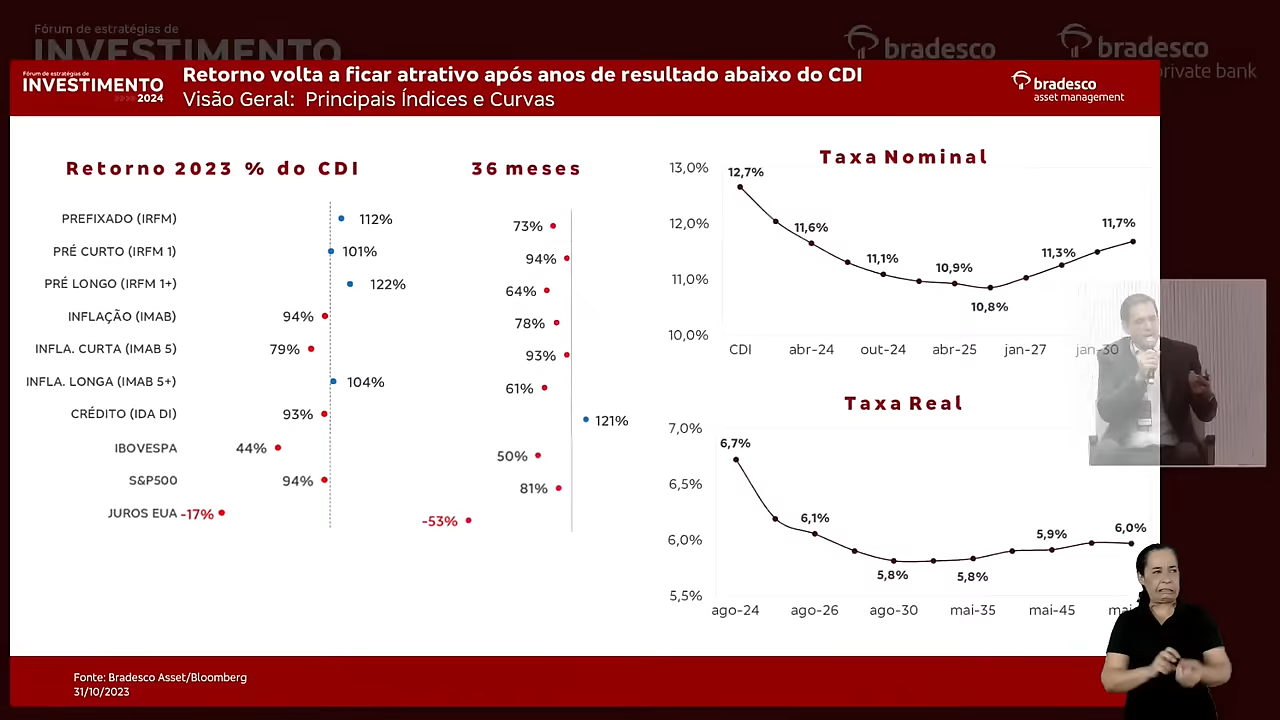 Fórum de estratégias de
INVESTIMENTO
bradesco
bradesco
private bank
Fórum de estratégias de
INVESTIMENTO
2024
Retorno volta a ficar atrativo após anos de resultado abaixo do CDI
Visão Geral: Principais Índices e Curvas
bradesco
asset management
Retorno 2023 % do CDI
36 meses
PREFIXADO (IRFM) 112% 73%
PRÉ CURTO (IRFM 1) 101% 94%
PRÉ LONGO (IRFM 1+) 122% 64%
INFLAÇÃO (IMAB) 94% 78%
INFLA. CURTA (IMAB 5) 79% 93%
INFLA. LONGA (IMAB 5+) 104% 61%
CRÉDITO (IDA DI) 93% 121%
IBOVESPA 44% 50%
S&P500 94% 81%
JUROS EUA -17% -53%
Taxa Nominal
13,0%
12,0%
11,0%
10,0%
12,7%
11,6%
11,1%
10,9%
10,8%
11,3%
11,7%
CDI abr-24 out-24 abr-25 jan-27 jan-30
Taxa Real
7,0%
6,5%
6,0%
5,5%
6,7%
6,1%
5,8%
5,8%
5,9%
6,0%
ago-24 ago-26 ago-30 mai-35 mai-45
Fonte: Bradesco Asset/Bloomberg
31/10/2023